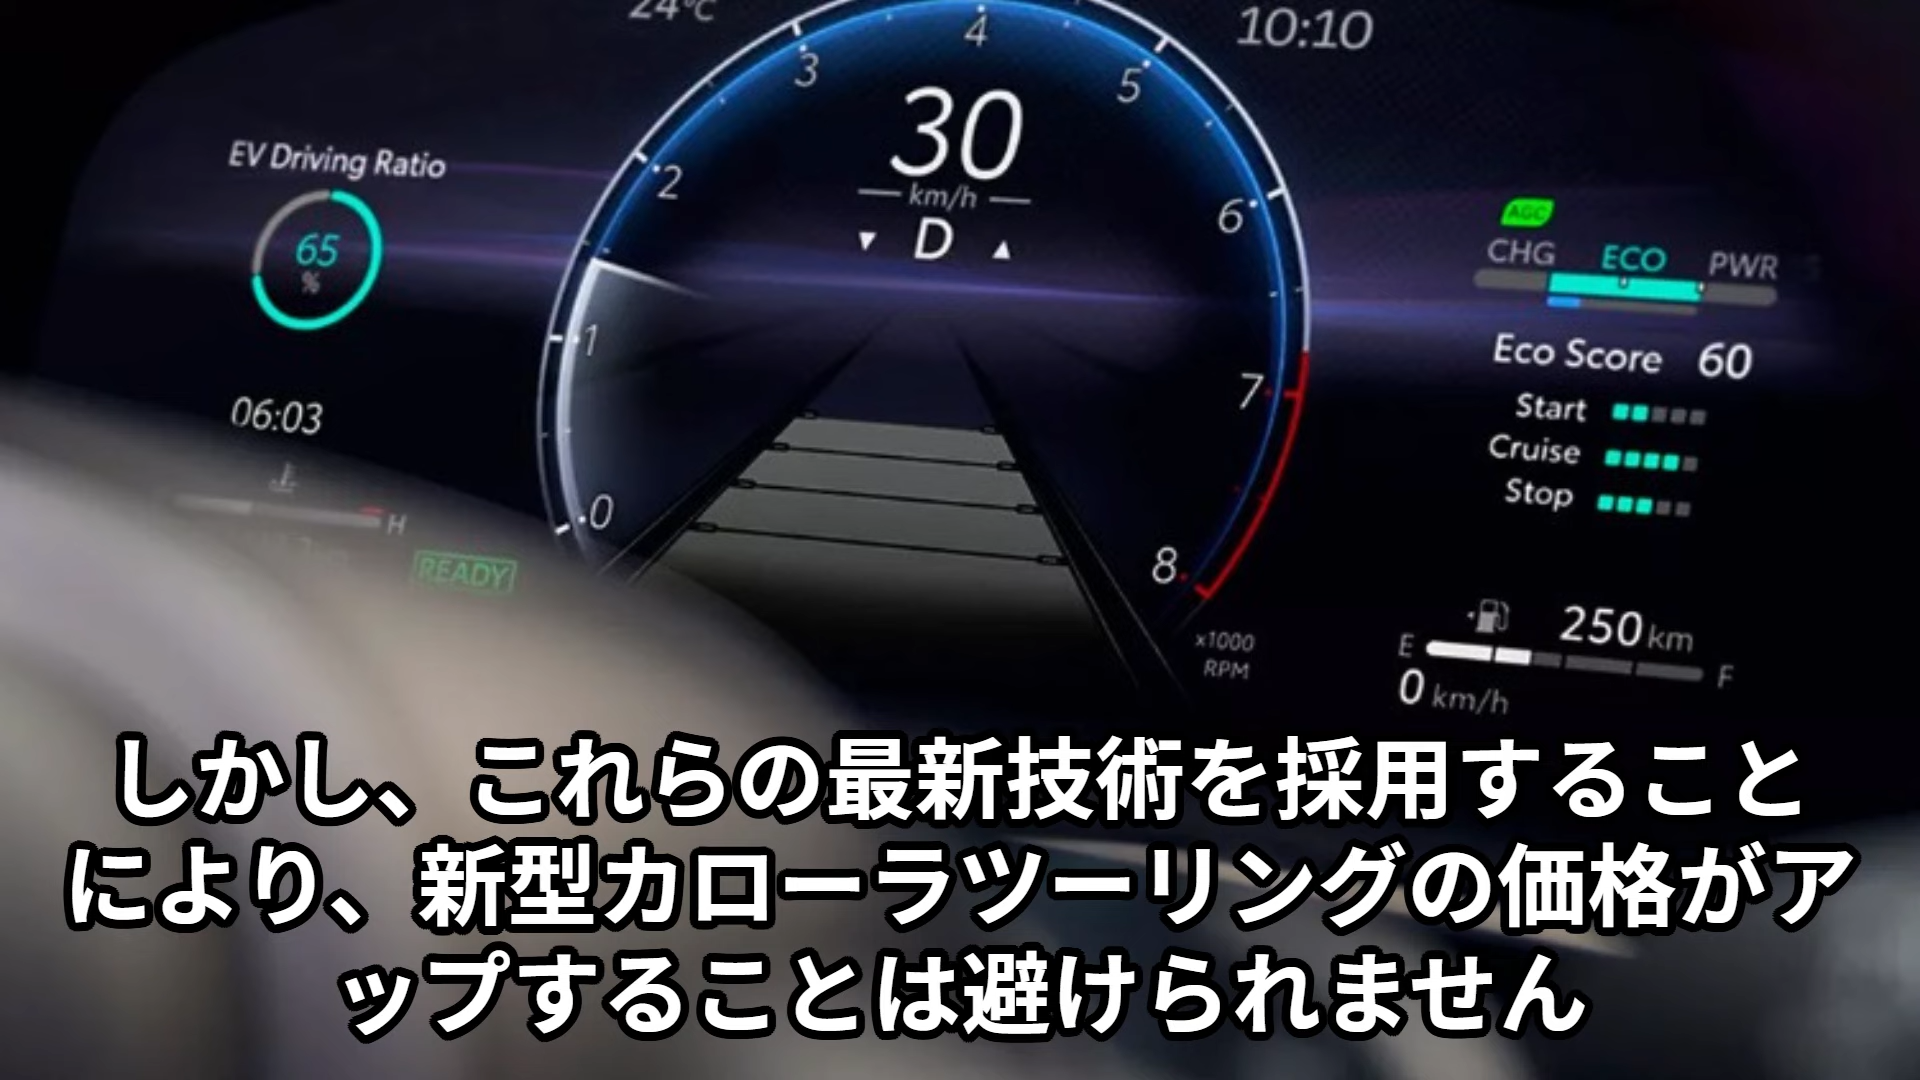 24°C
10:10
4
3
5
30
km/h
D
2
6
1
7
0
8
x1000
RPM
EV Driving Ratio
65
%
06:03
H
READY
AGC
CHG ECO PWR
Eco Score 60
Start
Cruise
Stop
250 km
E
F
0 km/h
しかし、これらの最新技術を採用すること
により、新型カローラツーリングの価格がア
ップすることは避けられません